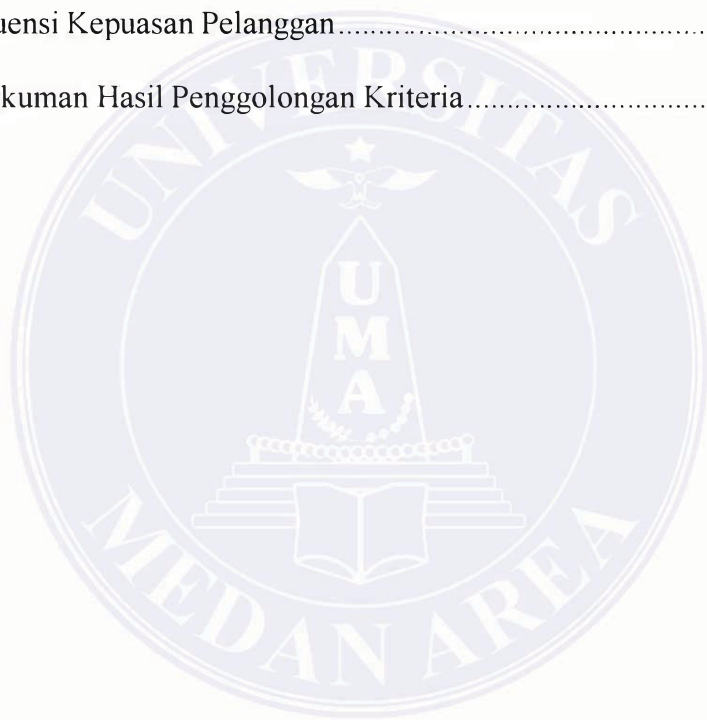 uensi Kepuasan Pelanggan
kuman Hasil Penggolongan Kriteria
UNIVERSITAS
UMA
MEDAN AREA